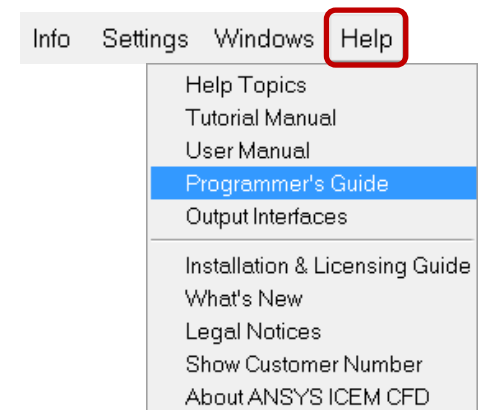 Info Settings Windows Help
Help Topics
Tutorial Manual
User Manual
Programmer's Guide
Output Interfaces
Installation & Licensing Guide
What's New
Legal Notices
Show Customer Number
About ANSYS ICEM CFD